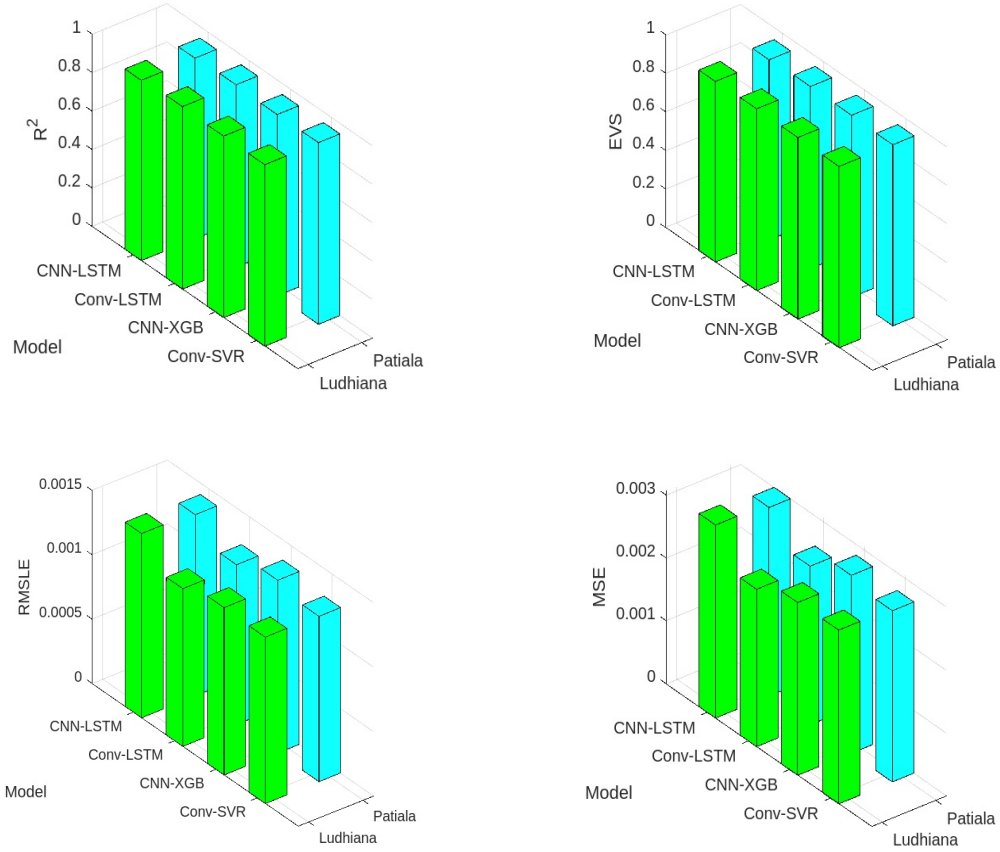 1
0.8
0.6
0.4
0.2
0
R2
CNN-LSTM
Conv-LSTM
CNN-XGB
Conv-SVR
Model
Patiala
Ludhiana
1
0.8
0.6
0.4
0.2
0
EVS
CNN-LSTM
Conv-LSTM
CNN-XGB
Conv-SVR
Model
Patiala
Ludhiana
0.0015
0.001
0.0005
0
RMSLE
CNN-LSTM
Conv-LSTM
CNN-XGB
Conv-SVR
Model
Patiala
Ludhiana
0.003
0.002
0.001
0
MSE
CNN-LSTM
Conv-LSTM
CNN-XGB
Conv-SVR
Model
Patiala
Ludhiana